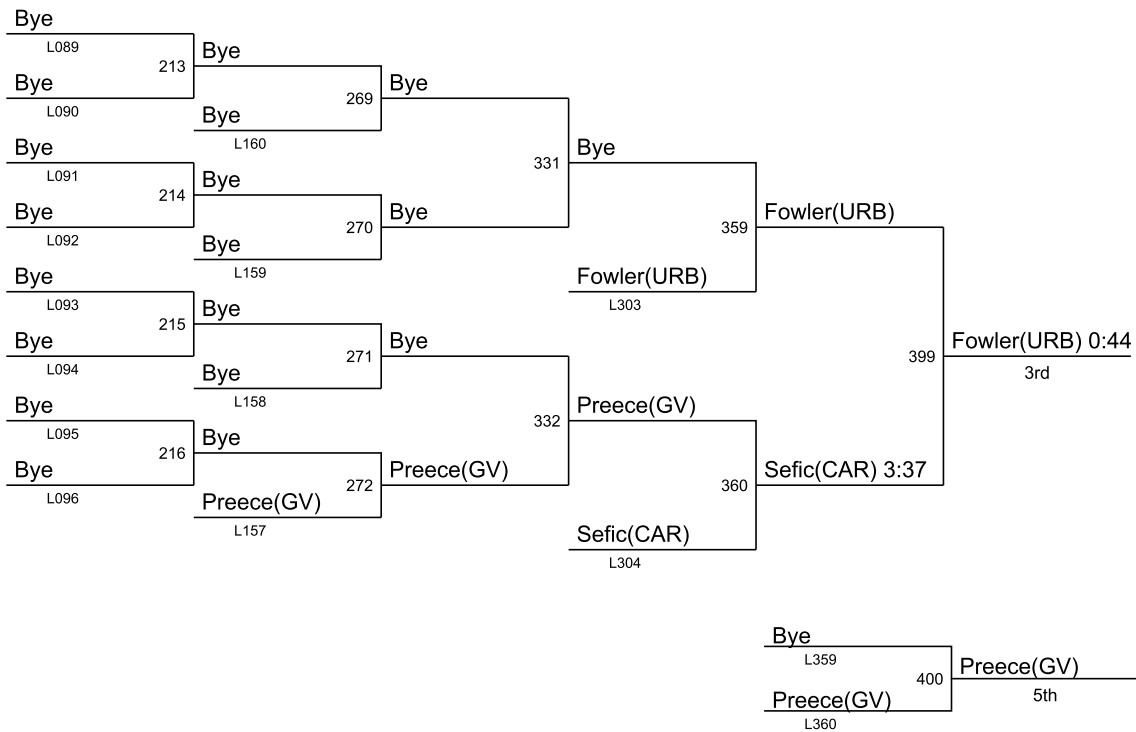 Bye
L089
213
Bye
L090
Bye
L160
269
Bye
Bye
L091
214
Bye
L092
Bye
L159
270
Bye
331
Bye
Fowler(URB)
L303
359
Fowler(URB)
Bye
L093
215
Bye
L094
Bye
L158
271
Bye
Bye
L095
216
Bye
L096
Bye
Preece(GV)
L157
272
Preece(GV)
332
Preece(GV)
Sefic(CAR)
L304
360
Sefic(CAR) 3:37
399
Fowler(URB) 0:44
3rd
Bye
L359
400
Preece(GV)
L360
Preece(GV)
5th